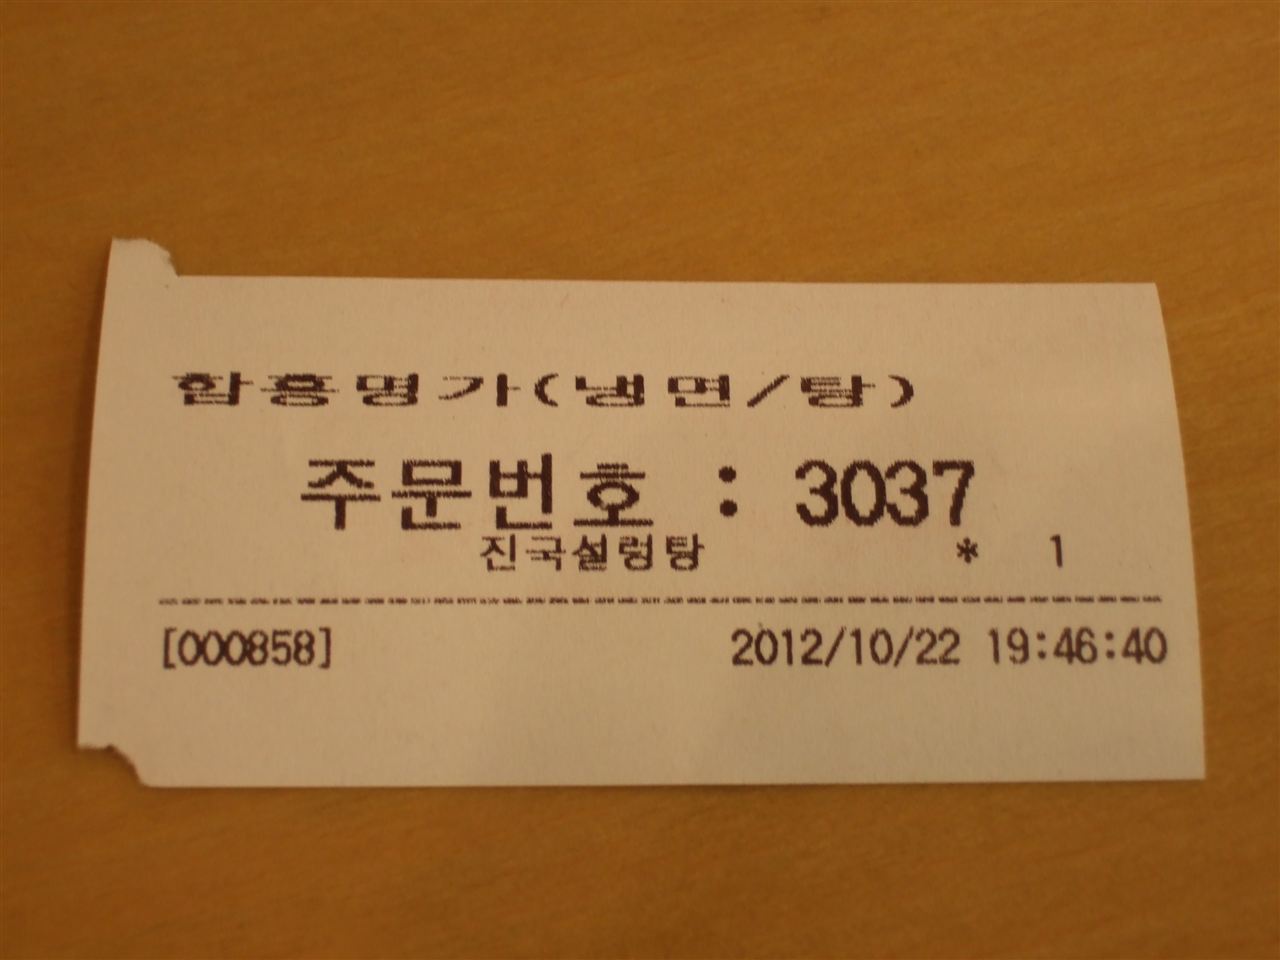 함흥명가(냉면/탕)
주문번호 : 3037
진국설렁탕 * 1
[000858] 2012/10/22 19:46:40